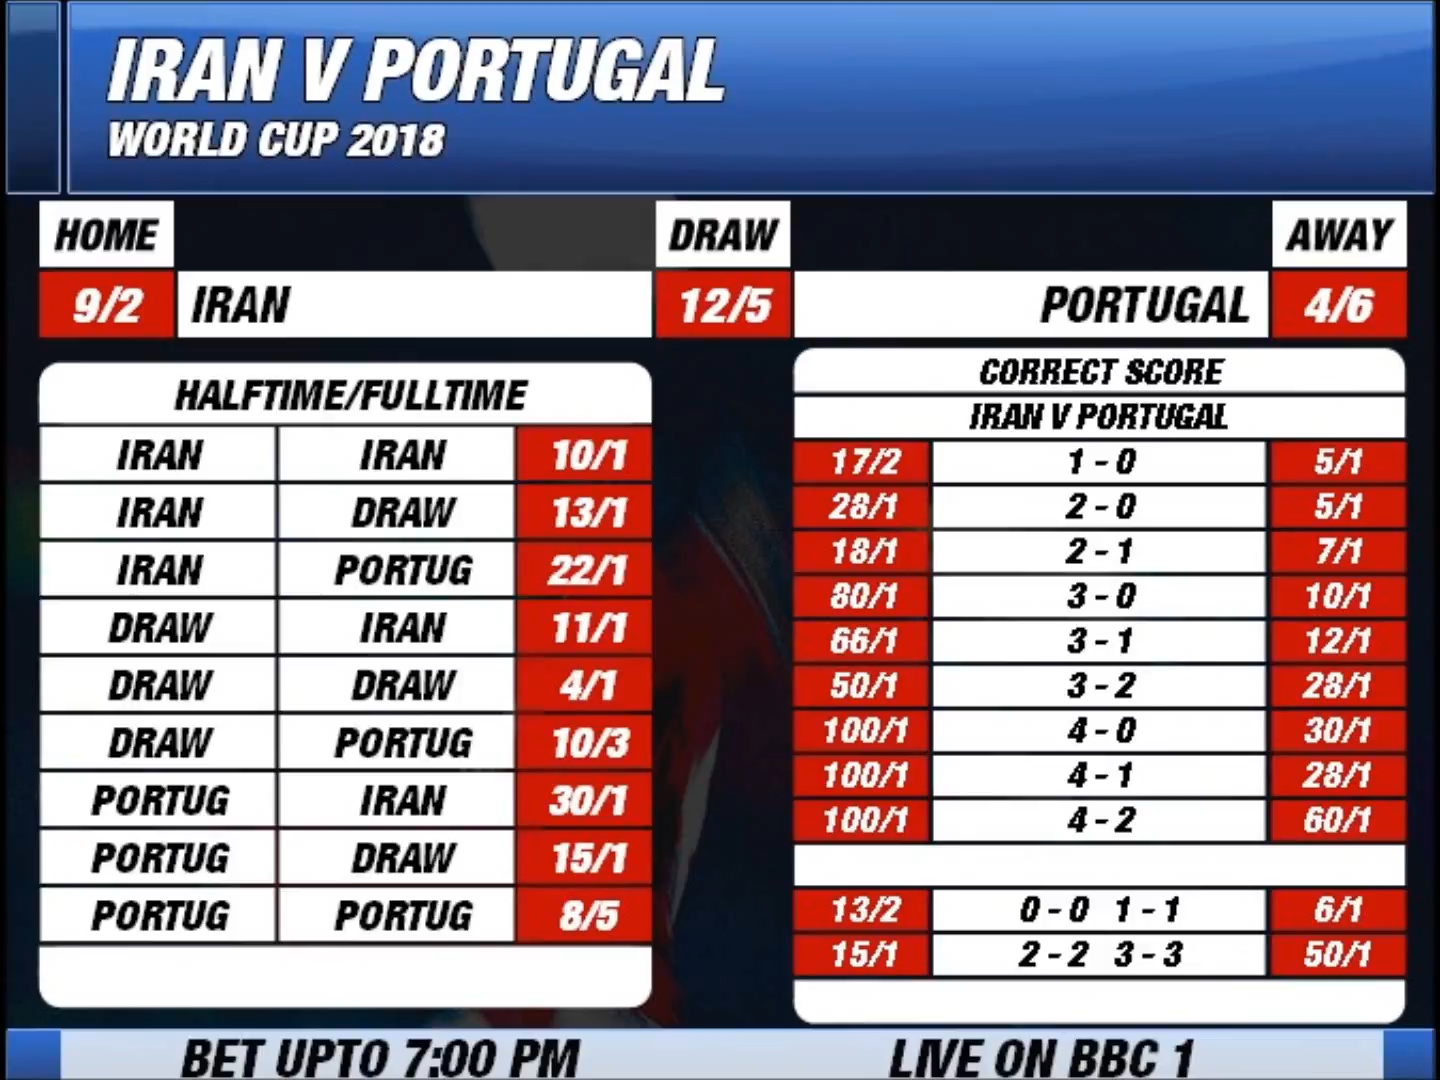 IRAN V PORTUGAL
WORLD CUP 2018
HOME DRAW AWAY
9/2 IRAN 12/5 PORTUGAL 4/6
HALFTIME/FULLTIME
IRAN IRAN 10/1
IRAN DRAW 13/1
IRAN PORTUG 22/1
DRAW IRAN 11/1
DRAW DRAW 4/1
DRAW PORTUG 10/3
PORTUG IRAN 30/1
PORTUG DRAW 15/1
PORTUG PORTUG 8/5
CORRECT SCORE
IRAN V PORTUGAL
17/2 1 - 0 5/1
28/1 2 - 0 5/1
18/1 2 - 1 7/1
80/1 3 - 0 10/1
66/1 3 - 1 12/1
50/1 3 - 2 28/1
100/1 4 - 0 30/1
100/1 4 - 1 28/1
100/1 4 - 2 60/1
13/2 0 - 0 1 - 1 6/1
15/1 2 - 2 3 - 3 50/1
BET UPTO 7:00 PM LIVE ON BBC 1